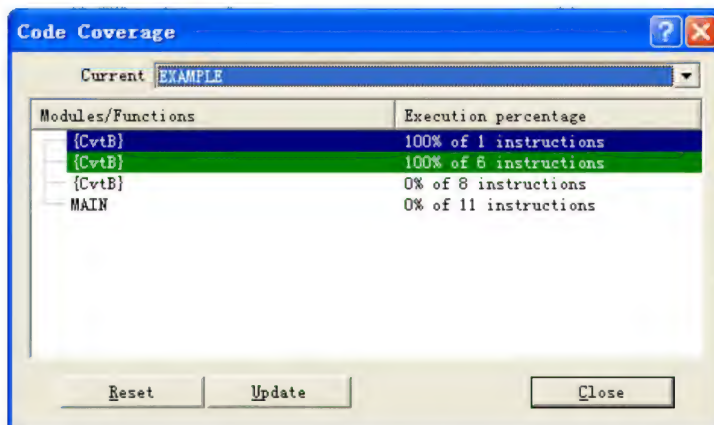 Code Coverage
Current EXAMPLE
Modules/Functions Execution percentage
{CvtB} 100% of 1 instructions
{CvtB} 100% of 6 instructions
{CvtB} 0% of 8 instructions
MAIN 0% of 11 instructions
Reset Update Close